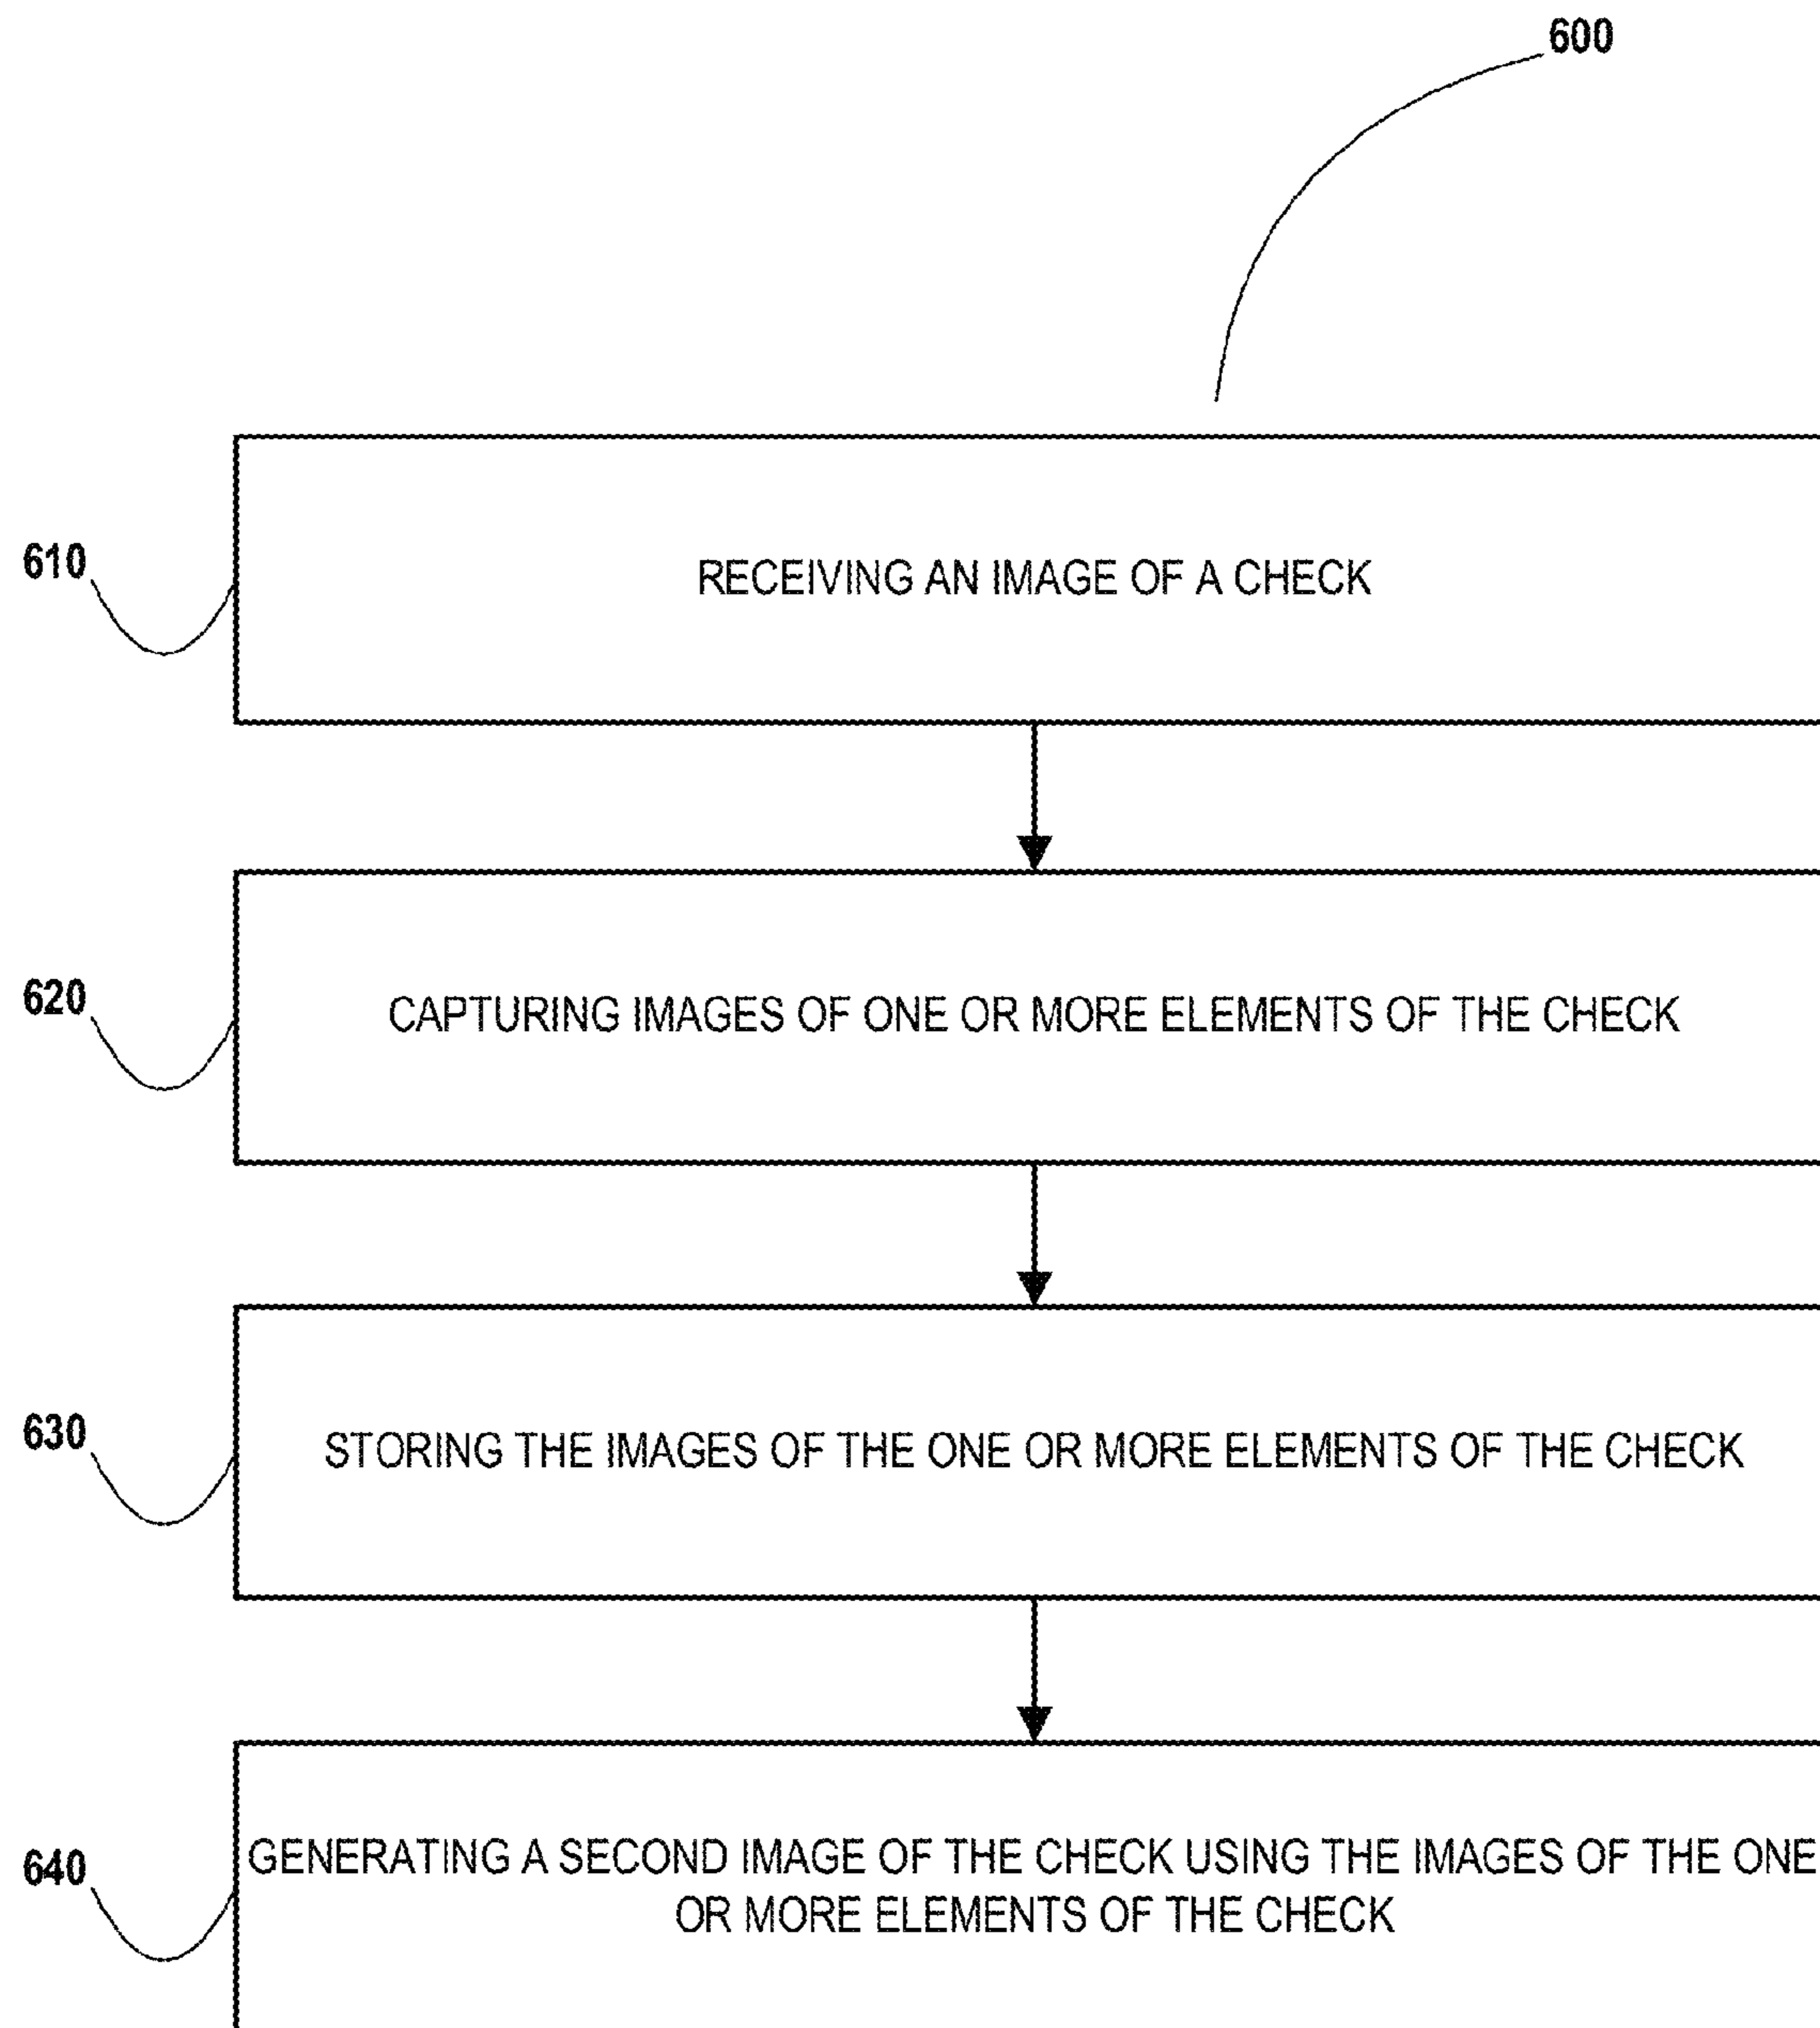 600
610
RECEIVING AN IMAGE OF A CHECK
620
CAPTURING IMAGES OF ONE OR MORE ELEMENTS OF THE CHECK
630
STORING THE IMAGES OF THE ONE OR MORE ELEMENTS OF THE CHECK
640
GENERATING A SECOND IMAGE OF THE CHECK USING THE IMAGES OF THE ONE
OR MORE ELEMENTS OF THE CHECK